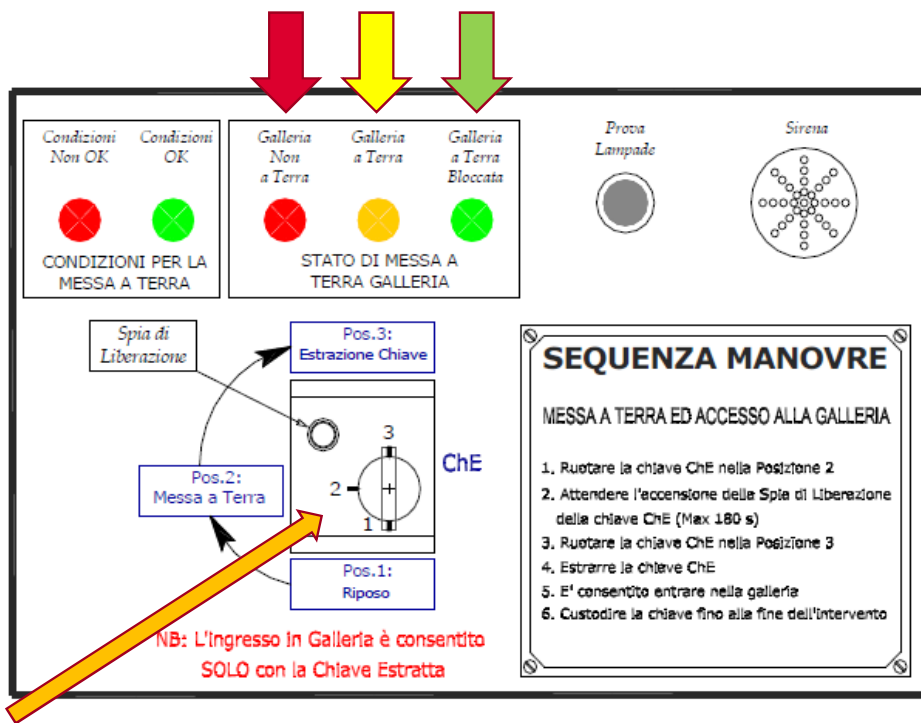 Condizioni
Non OK
Condizioni
OK
CONDIZIONI PER LA
MESSA A TERRA
Galleria
Non
a Terra
Galleria
a Terra
Galleria
a Terra
Bloccata
STATO DI MESSA A
TERRA GALLERIA
Prova
Lampade
Sirena
Spia di
Liberazione
Pos.3:
Estrazione Chiave
Pos.2:
Messa a Terra
3
2
1
ChE
Pos.1:
Riposo
NB: L'Ingresso in Galleria è consentito
SOLO con la Chiave Estratta
SEQUENZA MANOVRE
MESSA A TERRA ED ACCESSO ALLA GALLERIA
1. Ruotare la chiave ChE nella Posizione 2
2. Attendere l'accensione della Spia di Liberazione
della chiave ChE (Max 180 s)
3. Ruotare la chiave ChE nella Posizione 3
4. Estrarre la chiave ChE
5. E' consentito entrare nella galleria
6. Custodire la chiave fino alla fine dell'intervento